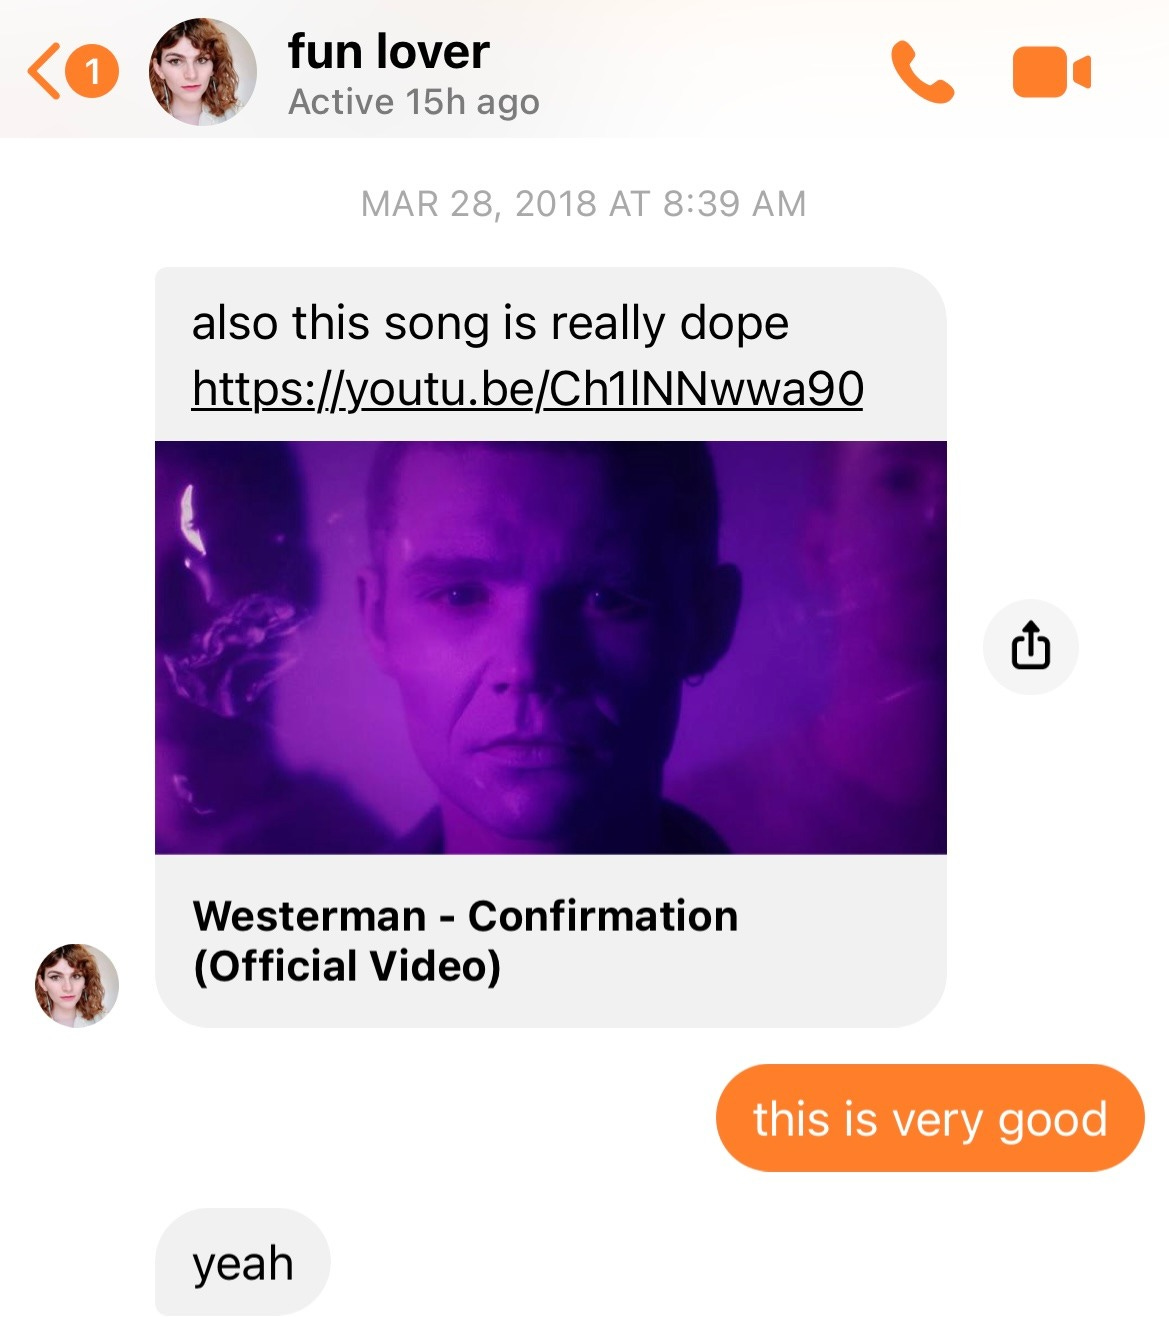 1
fun lover
Active 15h ago
MAR 28, 2018 AT 8:39 AM
also this song is really dope
https://youtu.be/Ch1lNNwwa90
Westerman - Confirmation
(Official Video)
this is very good
yeah